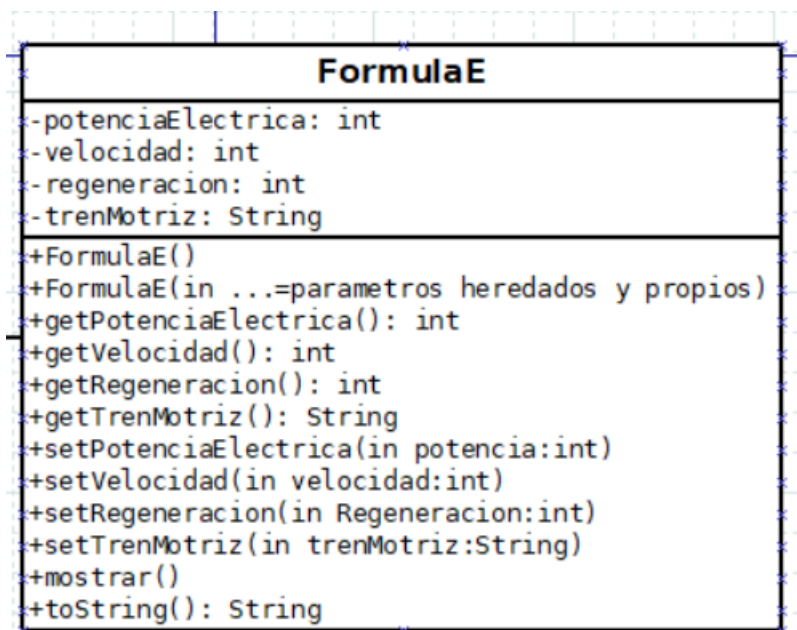 FormulaE
-potenciaElectrica: int
-velocidad: int
-regeneracion: int
-trenMotriz: String
+FormulaE()
+FormulaE(in ...=parametros heredados y propios)
+getPotenciaElectrica(): int
+getVelocidad(): int
+getRegeneracion(): int
+getTrenMotriz(): String
+setPotenciaElectrica(in potencia:int)
+setVelocidad(in velocidad:int)
+setRegeneracion(in Regeneracion:int)
+setTrenMotriz(in trenMotriz:String)
+mostrar()
+toString(): String